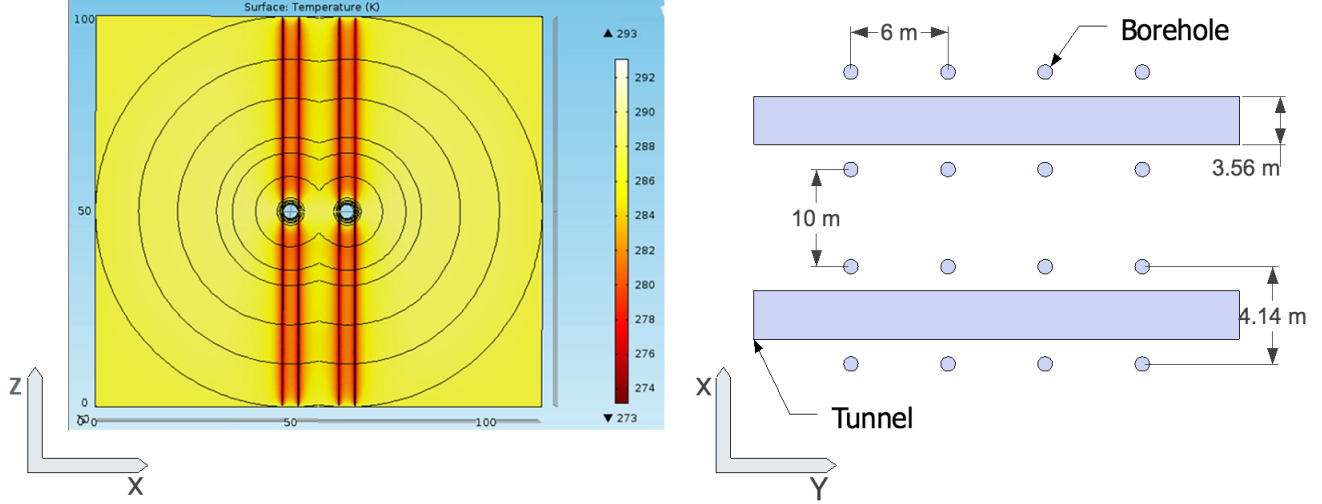 Surface: Temperature (K)
100
50
0
0
50
100
▲ 293
292
290
288
286
284
282
280
278
276
274
▼ 273
Z
X
6 m
Borehole
3.56 m
10 m
4.14 m
Tunnel
X
Y